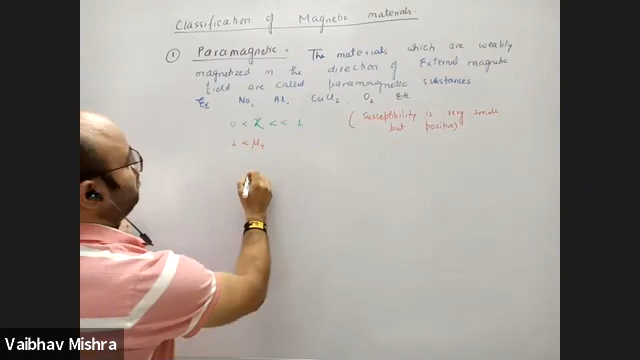 Classification of Magnetic materials.
① Paramagnetic - The materials which are weakly
magnetized in the direction of External magnetic
field are called paramagnetic substances
Ex Na, Al, CuCl₂ O₂ Etc
0 < χ << 1 ( Susceptibility is very small
but positive)
1 < μᵣ
Vaibhav Mishra